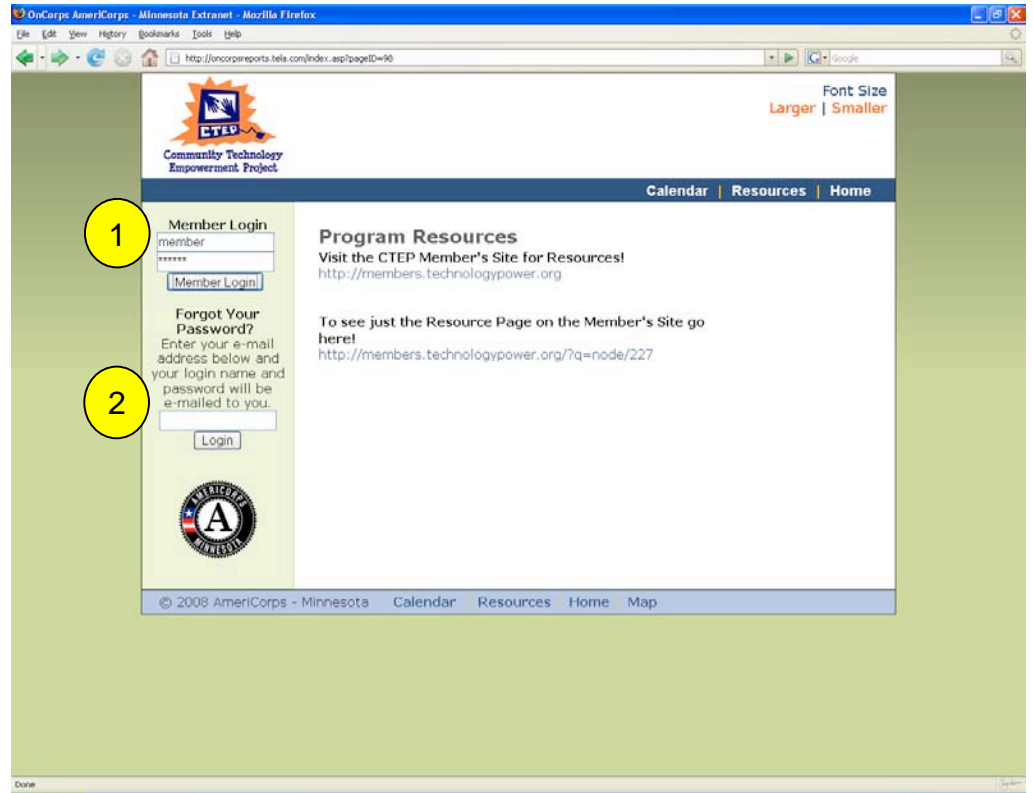 OnCorps AmeriCorps - Minnesota Extranet - Mozilla Firefox
File Edit View History Bookmarks Tools Help
http://oncorpsreports.tela.com/index.asp?pageID=98
Google
Font Size
Larger | Smaller
CTEP
Community Technology
Empowerment Project
Calendar | Resources | Home
1
Member Login
member
******
Member Login
Forgot Your
Password?
Enter your e-mail
address below and
your login name and
password will be
e-mailed to you.
2
Login
AMERICORPS
A
MINNESOTA
Program Resources
Visit the CTEP Member's Site for Resources!
http://members.technologypower.org
To see just the Resource Page on the Member's Site go
here!
http://members.technologypower.org/?q=node/227
© 2008 AmeriCorps - Minnesota Calendar Resources Home Map
Done